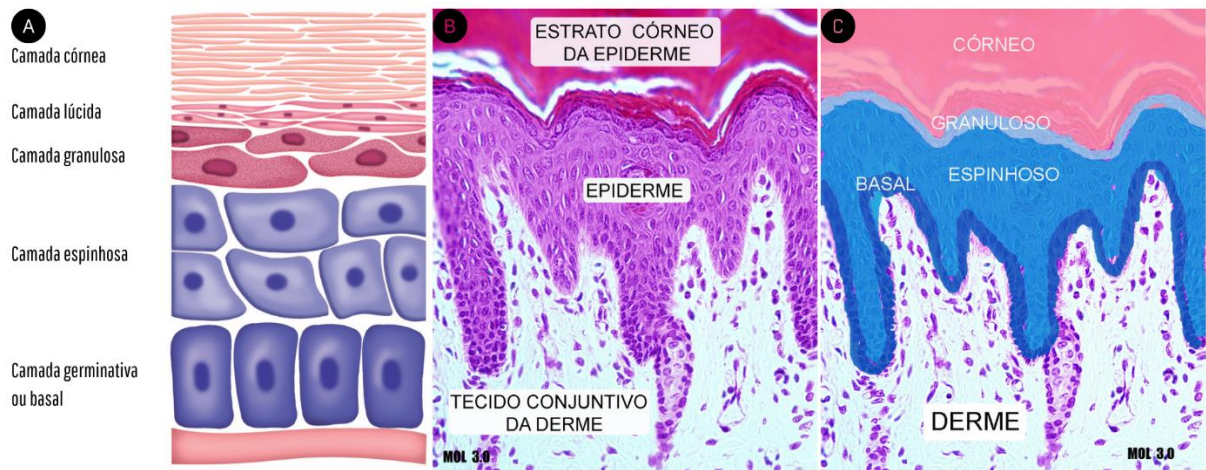 A
Camada córnea
Camada lúcida
Camada granulosa
Camada espinhosa
Camada germinativa
ou basal
B
ESTRATO CÓRNEO
DA EPIDERME
EPIDERME
TECIDO CONJUNTIVO
DA DERME
MOL 3.0
C
CÓRNEO
GRANULOSO
BASAL
ESPINHOSO
DERME
MOL 3.0